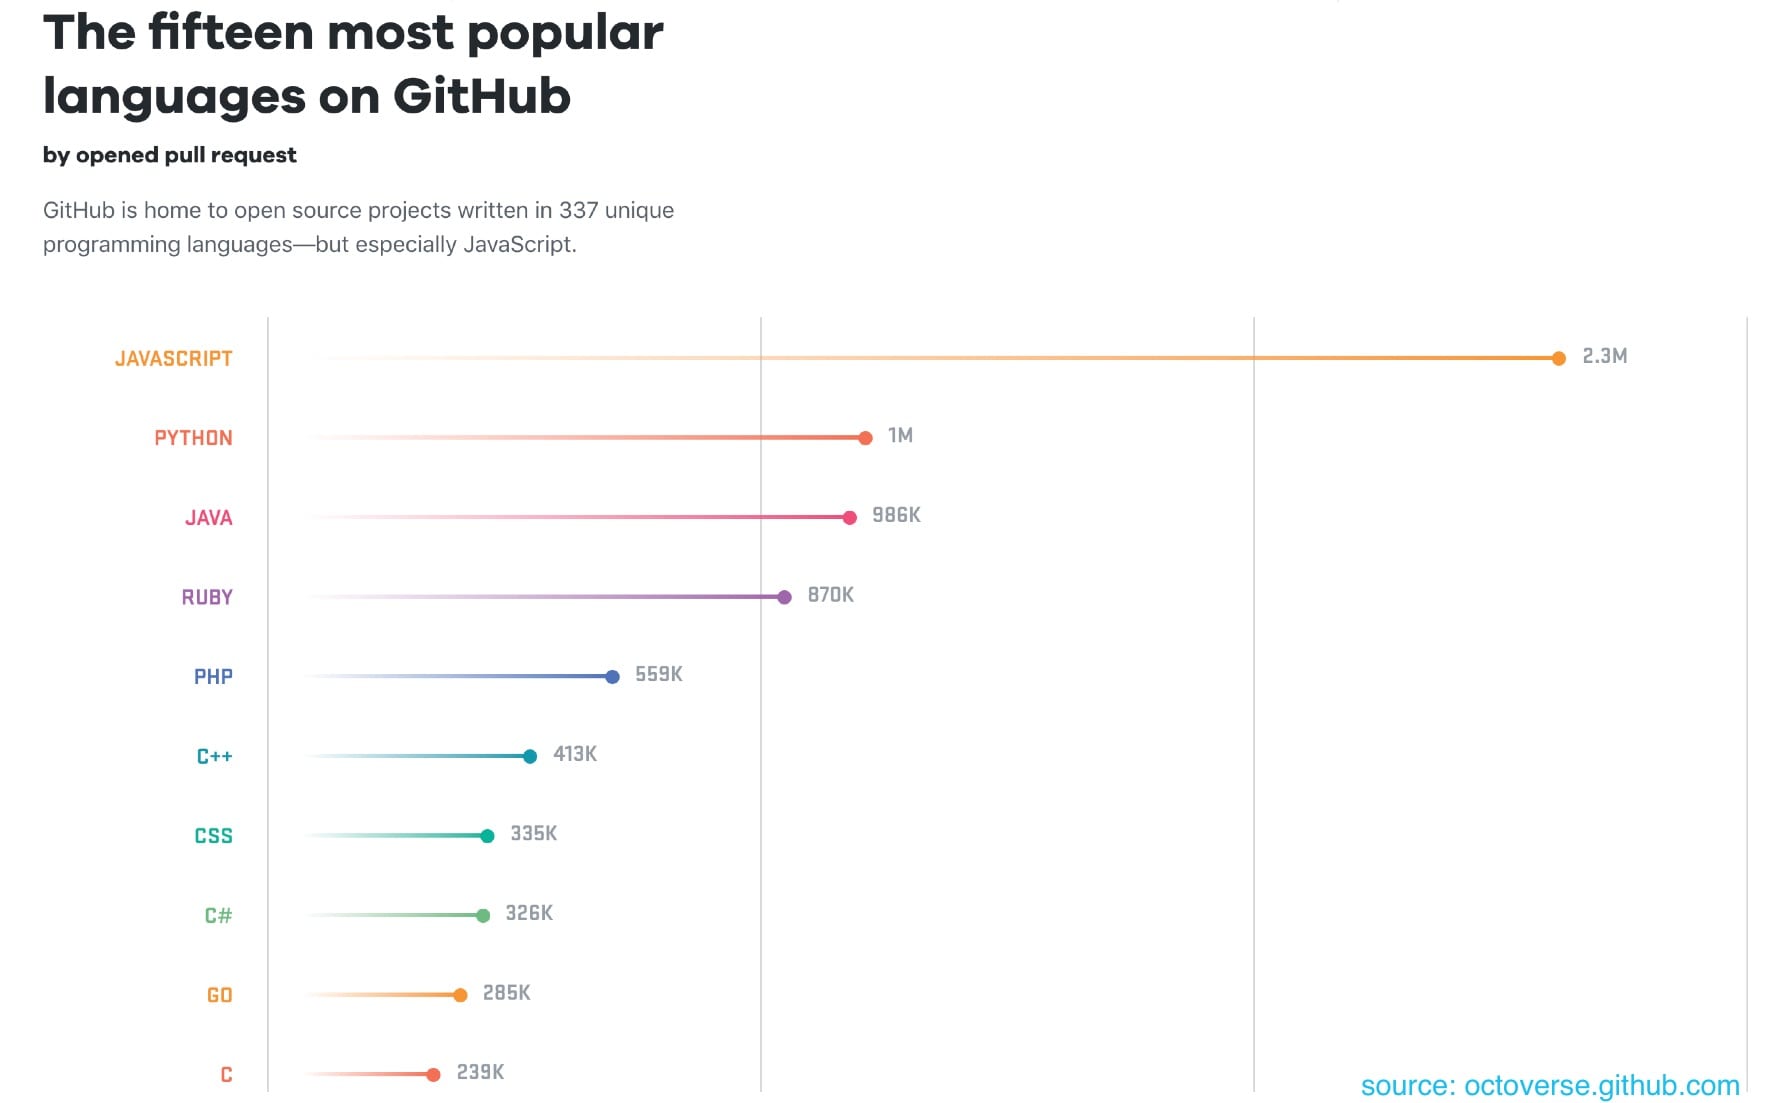 The fifteen most popular
languages on GitHub
by opened pull request
GitHub is home to open source projects written in 337 unique
programming languages—but especially JavaScript.
JAVASCRIPT 2.3M
PYTHON 1M
JAVA 986K
RUBY 870K
PHP 559K
C++ 413K
CSS 335K
C# 326K
GO 285K
C 239K
source: octoverse.github.com